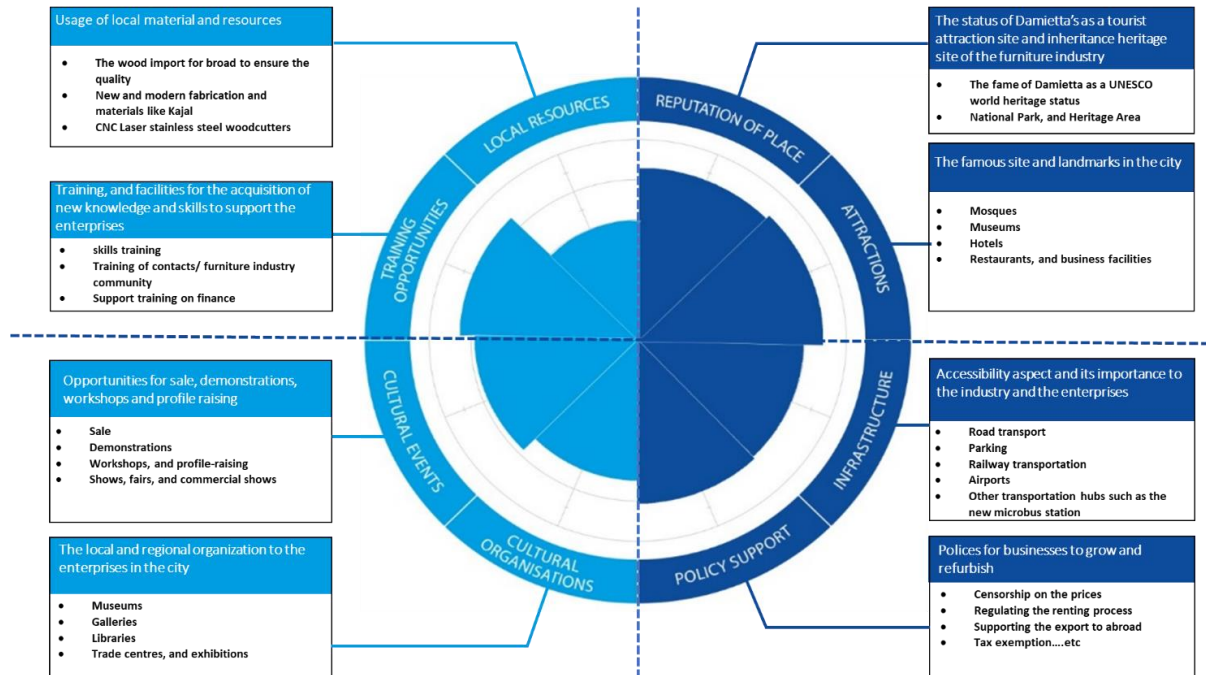 Usage of local material and resources
• The wood import for broad to ensure the
quality
• New and modern fabrication and
materials like Kajal
• CNC Laser stainless steel woodcutters
Training, and facilities for the acquisition of
new knowledge and skills to support the
enterprises
• skills training
• Training of contacts/ furniture industry
community
• Support training on finance
Opportunities for sale, demonstrations,
workshops and profile raising
• Sale
• Demonstrations
• Workshops, and profile-raising
• Shows, fairs, and commercial shows
The local and regional organization to the
enterprises in the city
• Museums
• Galleries
• Libraries
• Trade centres, and exhibitions
LOCAL RESOURCES
TRAINING
OPPORTUNITIES
CULTURAL EVENTS
CULTURAL
ORGANISATIONS
REPUTATION OF PLACE
ATTRACTIONS
INFRASTRUCTURE
POLICY SUPPORT
The status of Damietta's as a tourist
attraction site and inheritance heritage
site of the furniture industry
• The fame of Damietta as a UNESCO
world heritage status
• National Park, and Heritage Area
The famous site and landmarks in the city
• Mosques
• Museums
• Hotels
• Restaurants, and business facilities
Accessibility aspect and its importance to
the industry and the enterprises
• Road transport
• Parking
• Railway transportation
• Airports
• Other transportation hubs such as the
new microbus station
Polices for businesses to grow and
refurbish
• Censorship on the prices
• Regulating the renting process
• Supporting the export to abroad
• Tax exemption....etc